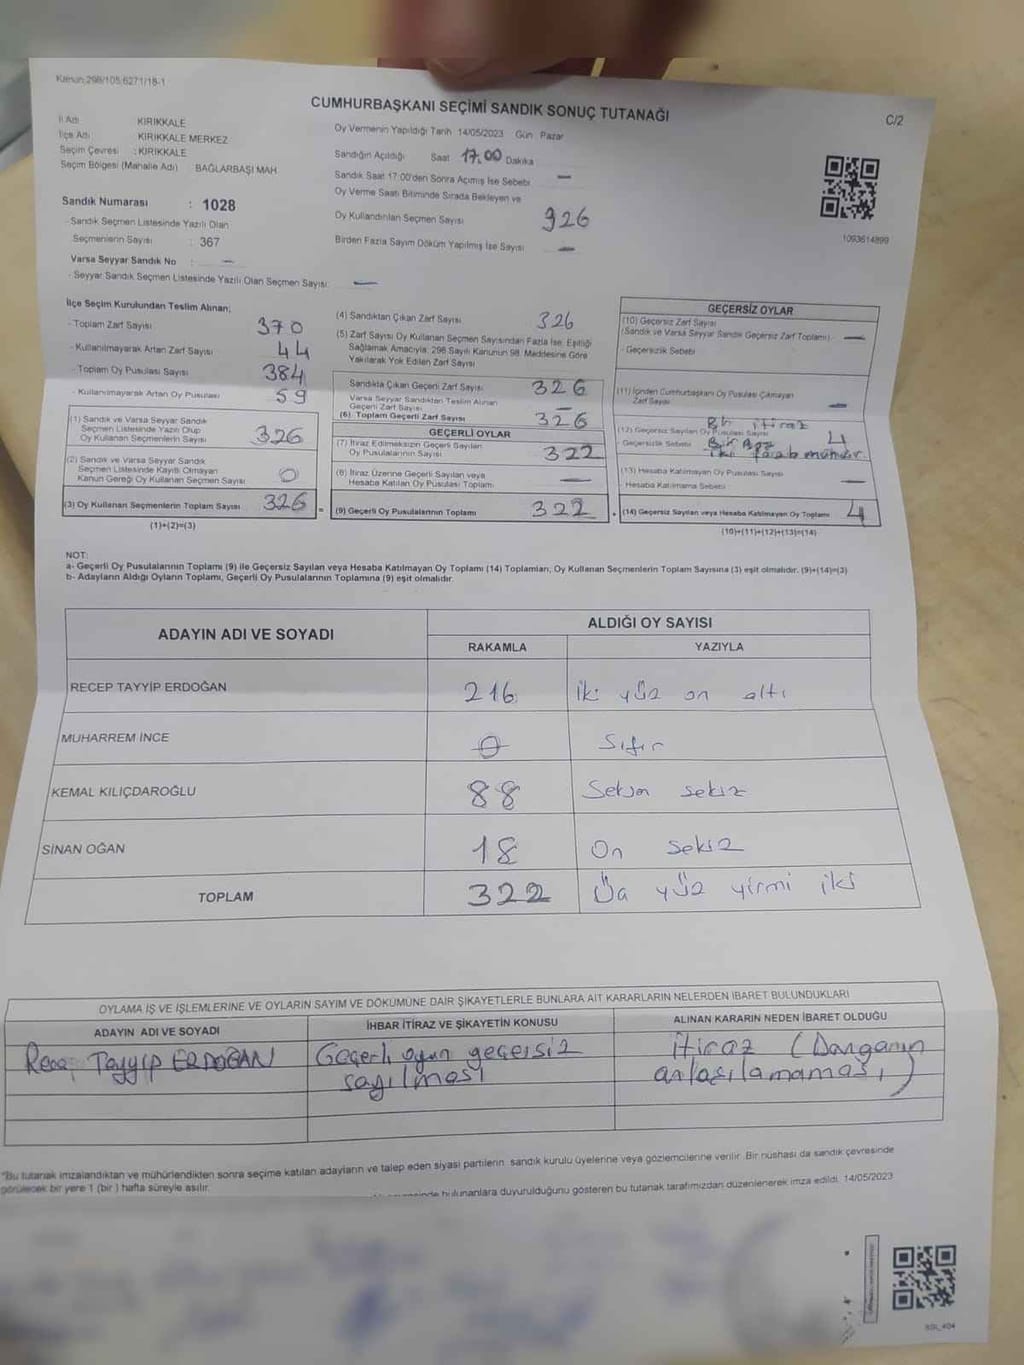 Kanun:298/105,6271/18-1
CUMHURBAŞKANI SEÇİMİ SANDIK SONUÇ TUTANAĞI
C/2
İl Adı KIRIKKALE
İlçe Adı KIRIKKALE MERKEZ
Seçim Çevresi : KIRIKKALE
Seçim Bölgesi (Mahalle Adı) BAĞLARBAŞI MAH
Oy Vermenin Yapıldığı Tarih 14/05/2023 Gün Pazar
Sandığın Açıldığı Saat 17.00 Dakika
Sandık Saat 17:00'den Sonra Açılmış İse Sebebi —
Oy Verme Saati Bitiminde Sırada Bekleyen ve
Oy Kullandırılan Seçmen Sayısı 926
Birden Fazla Sayım Döküm Yapılmış İse Sayısı —
1093614899
Sandık Numarası : 1028
- Sandık Seçmen Listesinde Yazılı Olan
Seçmenlerin Sayısı : 367
Varsa Seyyar Sandık No : —
- Seyyar Sandık Seçmen Listesinde Yazılı Olan Seçmen Sayısı: —
İlçe Seçim Kurulundan Teslim Alınan;
- Toplam Zarf Sayısı 370
- Kullanılmayarak Artan Zarf Sayısı 44
- Toplam Oy Pusulası Sayısı 384
- Kullanılmayarak Artan Oy Pusulası 59
(1) Sandık ve Varsa Seyyar Sandık
Seçmen Listesinde Yazılı Olup
Oy Kullanan Seçmenlerin Sayısı 326
(2) Sandık ve Varsa Seyyar Sandık
Seçmen Listesinde Kayıtlı Olmayan
Kanun Gereği Oy Kullanan Seçmen Sayısı 0
(3) Oy Kullanan Seçmenlerin Toplam Sayısı 326
(1)+(2)=(3)
(4) Sandıktan Çıkan Zarf Sayısı 326
(5) Zarf Sayısı Oy Kullanan Seçmen Sayısından Fazla İse, Eşitliği
Sağlamak Amacıyla; 298 Sayılı Kanunun 98. Maddesine Göre
Yakılarak Yok Edilen Zarf Sayısı
Sandıkta Çıkan Geçerli Zarf Sayısı 326
Varsa Seyyar Sandıktan Teslim Alınan
Geçerli Zarf Sayısı —
(6) Toplam Geçerli Zarf Sayısı 326
GEÇERLİ OYLAR
(7) İtiraz Edilmeksizin Geçerli Sayılan
Oy Pusulalarının Sayısı 322
(8) İtiraz Üzerine Geçerli Sayılan veya
Hesaba Katılan Oy Pusulası Toplamı —
= (9) Geçerli Oy Pusulalarının Toplamı 322
GEÇERSİZ OYLAR
(10) Geçersiz Zarf Sayısı
(Sandık ve Varsa Seyyar Sandık Geçersiz Zarf Toplamı) —
- Geçersizlik Sebebi
(11) İçinden Cumhurbaşkanı Oy Pusulası Çıkmayan
Zarf Sayısı —
Bir itiraz
(12) Geçersiz Sayılan Oy Pusulası Sayısı 4
Geçersizlik Sebebi Bir Boş
iki fazla mühür
(13) Hesaba Katılmayan Oy Pusulası Sayısı —
- Hesaba Katılmama Sebebi
(14) Geçersiz Sayılan veya Hesaba Katılmayan Oy Toplamı 4
(10)+(11)+(12)+(13)=(14)
NOT:
a- Geçerli Oy Pusulalarının Toplamı (9) ile Geçersiz Sayılan veya Hesaba Katılmayan Oy Toplamı (14) Toplamları; Oy Kullanan Seçmenlerin Toplam Sayısına (3) eşit olmalıdır. (9)+(14)=(3)
b- Adayların Aldığı Oyların Toplamı, Geçerli Oy Pusulalarının Toplamına (9) eşit olmalıdır.
ADAYIN ADI VE SOYADI
ALDIĞI OY SAYISI
RAKAMLA YAZIYLA
RECEP TAYYİP ERDOĞAN 216 iki yüz on altı
MUHARREM İNCE 0 Sıfır
KEMAL KILIÇDAROĞLU 88 Seksn sekiz
SİNAN OĞAN 18 On sekiz
TOPLAM 322 Üç yüz yirmi iki
OYLAMA İŞ VE İŞLEMLERİNE VE OYLARIN SAYIM VE DÖKÜMÜNE DAİR ŞİKAYETLERLE BUNLARA AİT KARARLARIN NELERDEN İBARET BULUNDUKLARI
ADAYIN ADI VE SOYADI İHBAR İTİRAZ VE ŞİKAYETİN KONUSU ALINAN KARARIN NEDEN İBARET OLDUĞU
Recep Tayyip ERDOĞAN Geçerli oyun geçersiz itiraz (Damganın
sayılması anlaşılamaması)
"Bu tutanak imzalandıktan ve mühürlendikten sonra seçime katılan adayların ve talep eden siyasi partilerin sandık kurulu üyelerine veya gözlemcilerine verilir. Bir nüshası da sandık çevresinde
görülecek bir yere 1 (bir) hafta süreyle asılır.
bulunanlara duyurulduğunu gösteren bu tutanak tarafımızdan düzenlenerek imza edildi. 14/05/2023